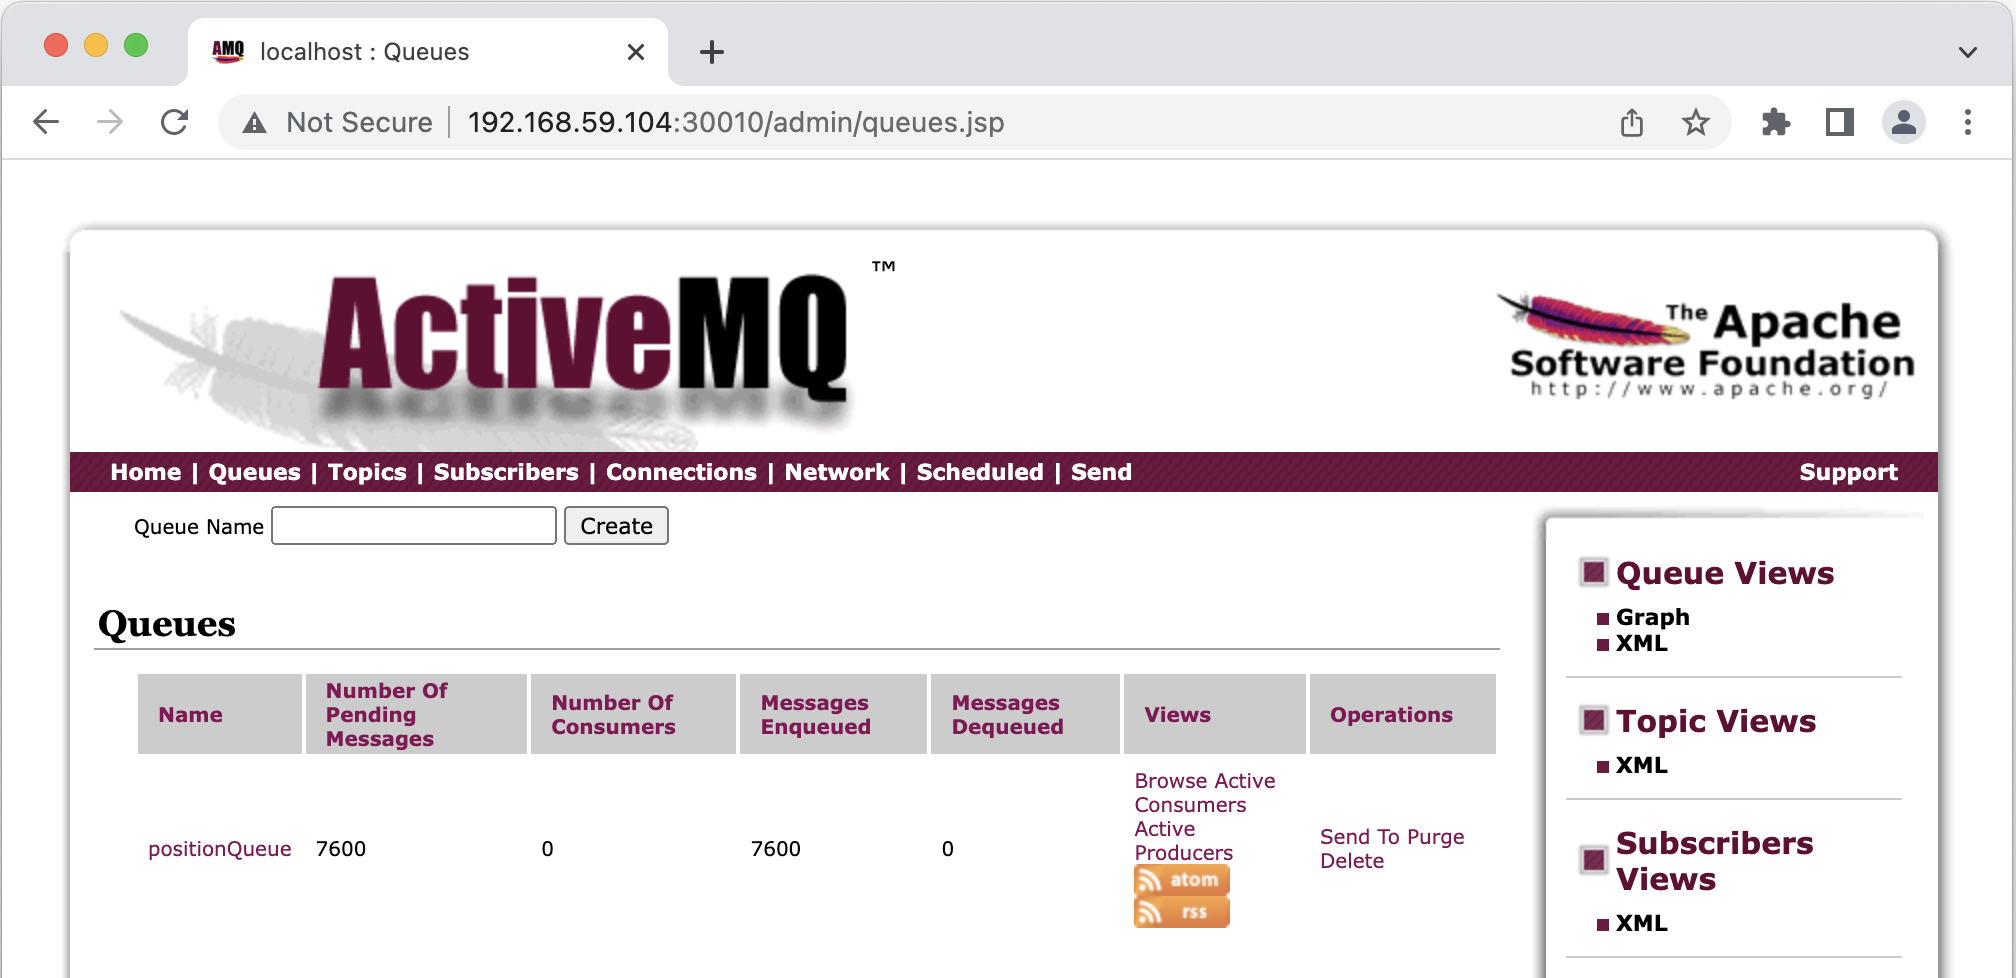 AMQ localhost : Queues
Not Secure 192.168.59.104:30010/admin/queues.jsp
ActiveMQ ™
The Apache
Software Foundation
http://www.apache.org/
Home | Queues | Topics | Subscribers | Connections | Network | Scheduled | Send Support
Queue Name Create
Queues
Name Number Of Pending Messages Number Of Consumers Messages Enqueued Messages Dequeued Views Operations
positionQueue 7600 0 7600 0
Browse Active
Consumers
Active
Producers
atom
rss
Send To Purge
Delete
Queue Views
Graph
XML
Topic Views
XML
Subscribers
Views
XML